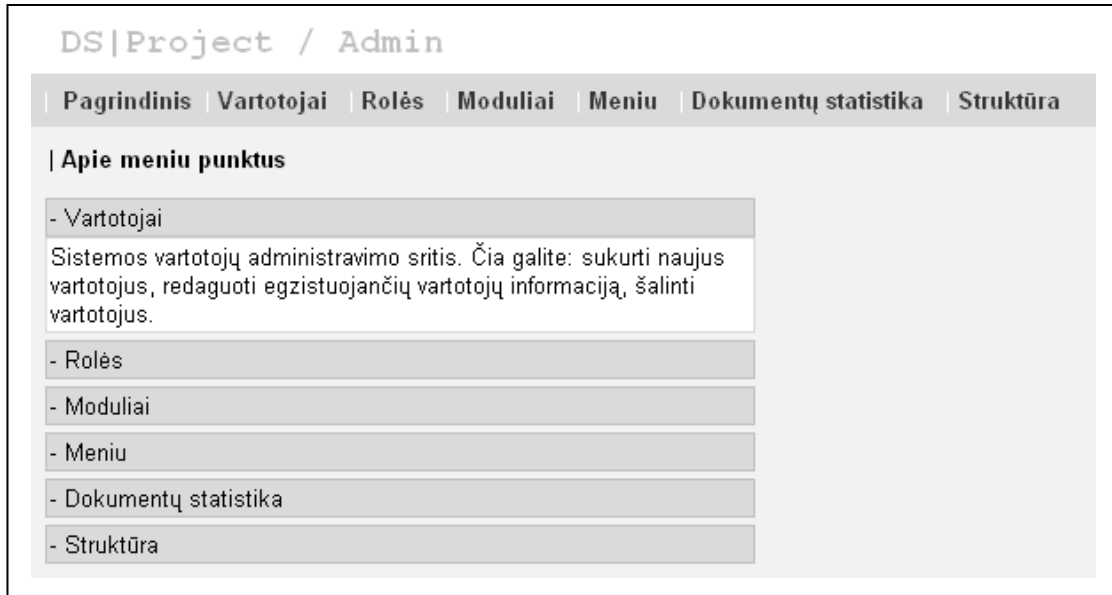 DS|Project / Admin
| Pagrindinis | Vartotojai | Rolės | Moduliai | Meniu | Dokumentų statistika | Struktūra
| Apie meniu punktus
- Vartotojai
Sistemos vartotojų administravimo sritis. Čia galite: sukurti naujus
vartotojus, redaguoti egzistuojančių vartotojų informaciją, šalinti
vartotojus.
- Rolės
- Moduliai
- Meniu
- Dokumentų statistika
- Struktūra